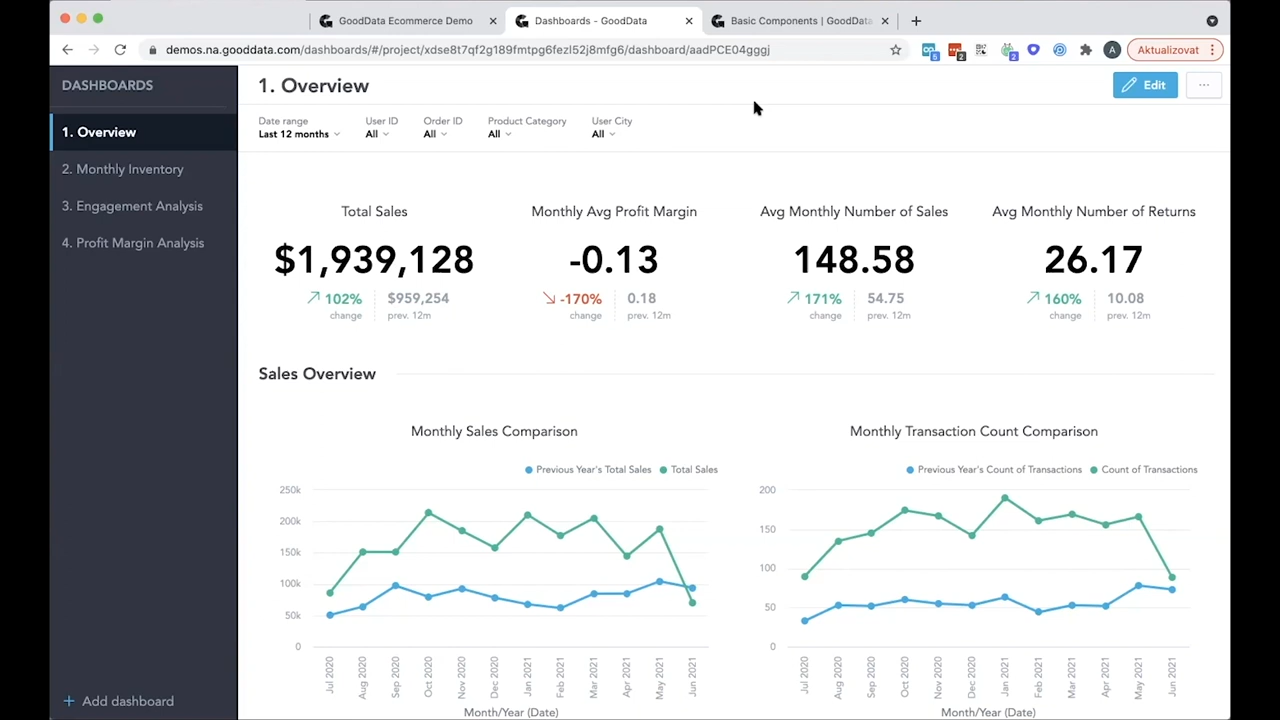 GoodData Ecommerce Demo
Dashboards - GoodData
Basic Components | GoodData
demos.na.gooddata.com/dashboards/#/project/xdse8t7qf2g189fmtpg6fezl52j8mfg6/dashboard/aadPCE04gggj
5
2
2
A
Aktualizovat
DASHBOARDS
1. Overview
2. Monthly Inventory
3. Engagement Analysis
4. Profit Margin Analysis
+ Add dashboard
1. Overview
Edit
...
Date range
Last 12 months
User ID
All
Order ID
All
Product Category
All
User City
All
Total Sales
$1,939,128
102%
change
$959,254
prev. 12m
Monthly Avg Profit Margin
-0.13
-170%
change
0.18
prev. 12m
Avg Monthly Number of Sales
148.58
171%
change
54.75
prev. 12m
Avg Monthly Number of Returns
26.17
160%
change
10.08
prev. 12m
Sales Overview
Monthly Sales Comparison
Previous Year's Total Sales
Total Sales
250k
200k
150k
100k
50k
0
Jul 2020
Aug 2020
Sep 2020
Oct 2020
Nov 2020
Dec 2020
Jan 2021
Feb 2021
Mar 2021
Apr 2021
May 2021
Jun 2021
Month/Year (Date)
Monthly Transaction Count Comparison
Previous Year's Count of Transactions
Count of Transactions
200
150
100
50
0
Jul 2020
Aug 2020
Sep 2020
Oct 2020
Nov 2020
Dec 2020
Jan 2021
Feb 2021
Mar 2021
Apr 2021
May 2021
Jun 2021
Month/Year (Date)